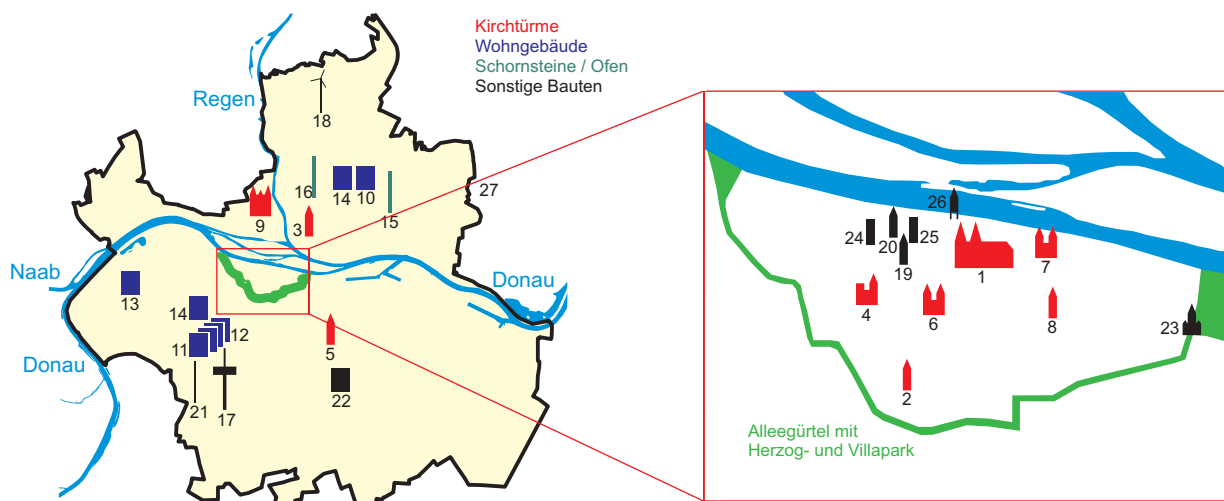 Kirchtürme
Wohngebäude
Schornsteine / Ofen
Sonstige Bauten
Regen
18
16
14
10
15
27
9
3
Naab
13
14
12
11
Donau
5
Donau
21
17
22
26
24
20
25
19
1
7
4
6
8
23
2
Alleegürtel mit
Herzog- und Villapark